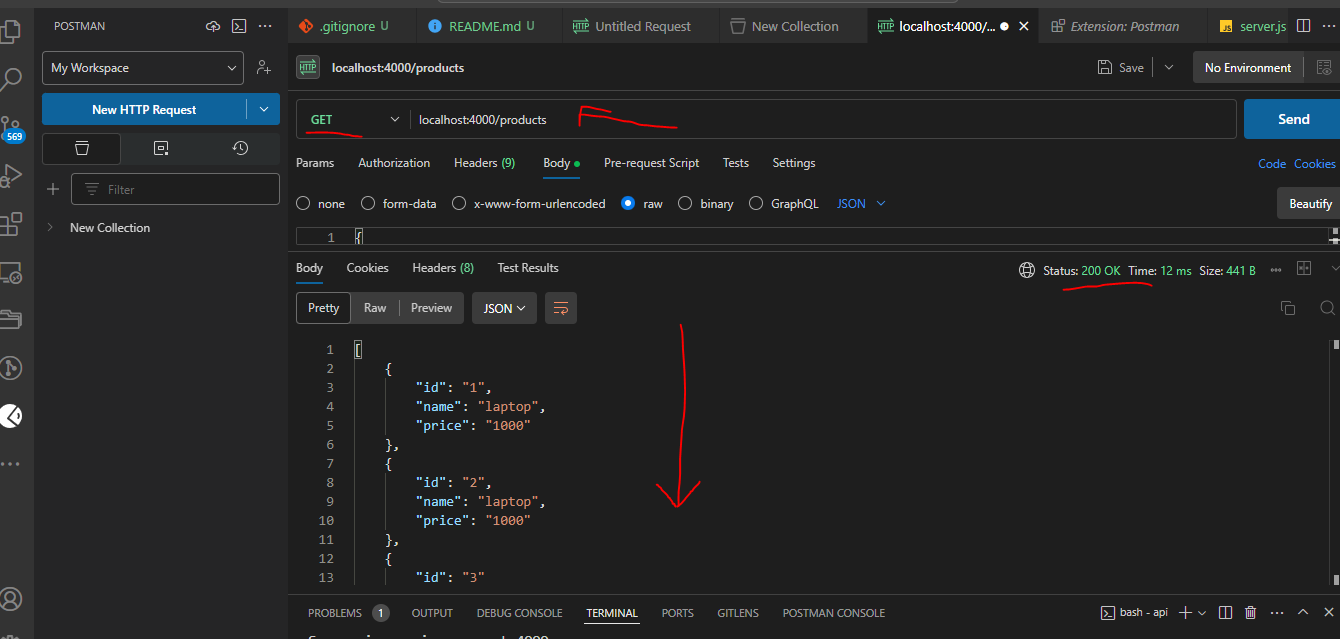 POSTMAN
.gitignore U
README.md U
HTTP Untitled Request
New Collection
HTTP localhost:4000/...
Extension: Postman
JS server.js
My Workspace
HTTP localhost:4000/products
Save
No Environment
New HTTP Request
GET
localhost:4000/products
Send
569
Params Authorization Headers (9) Body Pre-request Script Tests Settings
Code Cookies
Filter
none form-data x-www-form-urlencoded raw binary GraphQL JSON
Beautify
New Collection
1 {
Body Cookies Headers (8) Test Results
Status: 200 OK Time: 12 ms Size: 441 B
Pretty Raw Preview JSON
1 [
2 {
3 "id": "1",
4 "name": "laptop",
5 "price": "1000"
6 },
7 {
8 "id": "2",
9 "name": "laptop",
10 "price": "1000"
11 },
12 {
13 "id": "3"
PROBLEMS 1 OUTPUT DEBUG CONSOLE TERMINAL PORTS GITLENS POSTMAN CONSOLE
bash - api